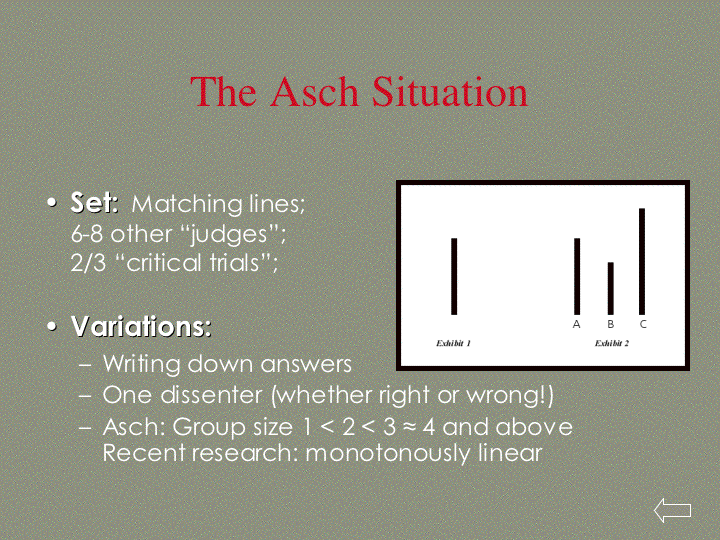 The Asch Situation
• Set: Matching lines;
6-8 other “judges”;
2/3 “critical trials”;
• Variations:
– Writing down answers
– One dissenter (whether right or wrong!)
– Asch: Group size 1 < 2 < 3 ≈ 4 and above
Recent research: monotonously linear
A B C
Exhibit 1 Exhibit 2